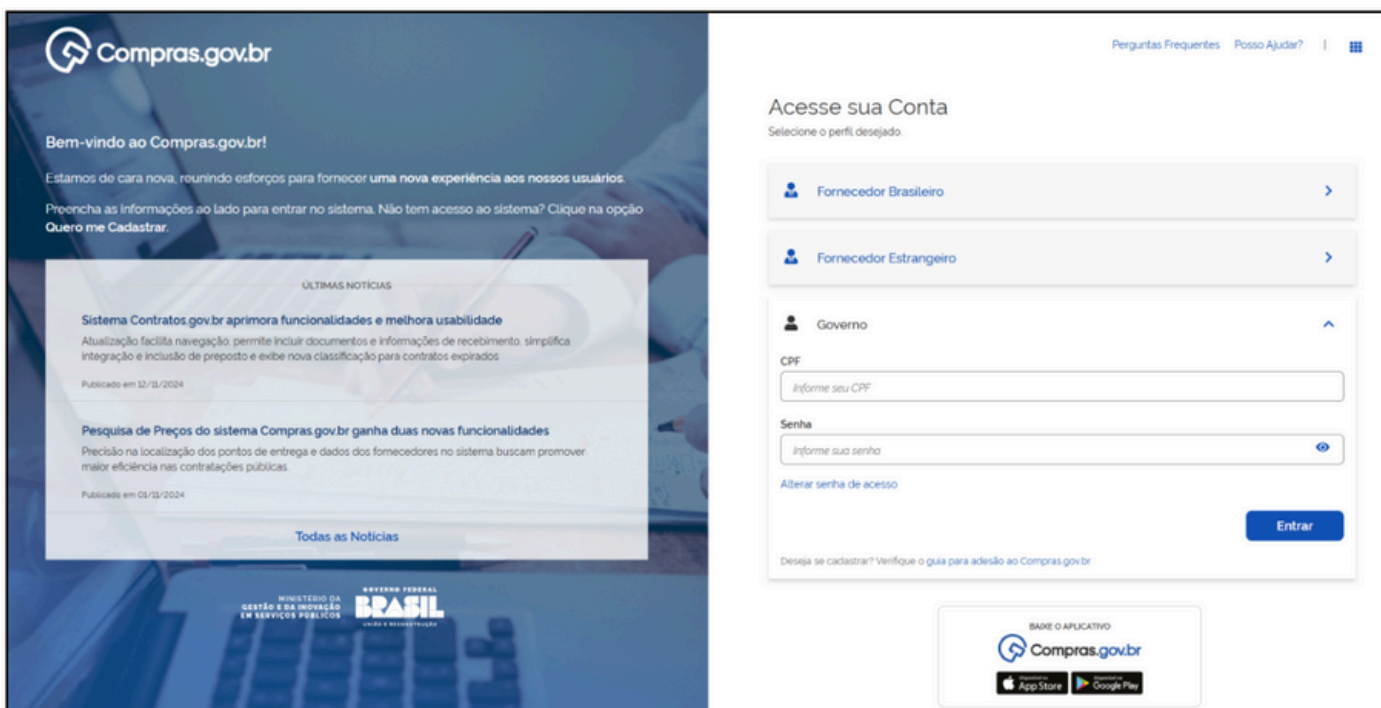 Compras.gov.br
Bem-vindo ao Compras.gov.br!
Estamos de cara nova, reunindo esforços para fornecer uma nova experiência aos nossos usuários.
Preencha as informações ao lado para entrar no sistema. Não tem acesso ao sistema? Clique na opção
Quero me Cadastrar.
ÚLTIMAS NOTÍCIAS
Sistema Contratos.gov.br aprimora funcionalidades e melhora usabilidade
Atualização facilita navegação, permite incluir documentos e informações de recebimento, simplifica
integração e inclusão de preposto e exibe nova classificação para contratos expirados
Publicado em 12/11/2024
Pesquisa de Preços do sistema Compras.gov.br ganha duas novas funcionalidades
Precisão na localização dos pontos de entrega e dados dos fornecedores no sistema buscam promover
maior eficiência nas contratações públicas.
Publicado em 01/11/2024
Todas as Notícias
MINISTÉRIO DA
GESTÃO E DA INOVAÇÃO
EM SERVIÇOS PÚBLICOS
GOVERNO FEDERAL
BRASIL
UNIÃO E RECONSTRUÇÃO
Perguntas Frequentes Posso Ajudar? |
Acesse sua Conta
Selecione o perfil desejado.
Fornecedor Brasileiro
Fornecedor Estrangeiro
Governo
CPF
Informe seu CPF
Senha
Informe sua senha
Alterar senha de acesso
Entrar
Deseja se cadastrar? Verifique o guia para adesão ao Compras.gov.br
BAIXE O APLICATIVO
Compras.gov.br
Disponível na
App Store
Disponível no
Google Play